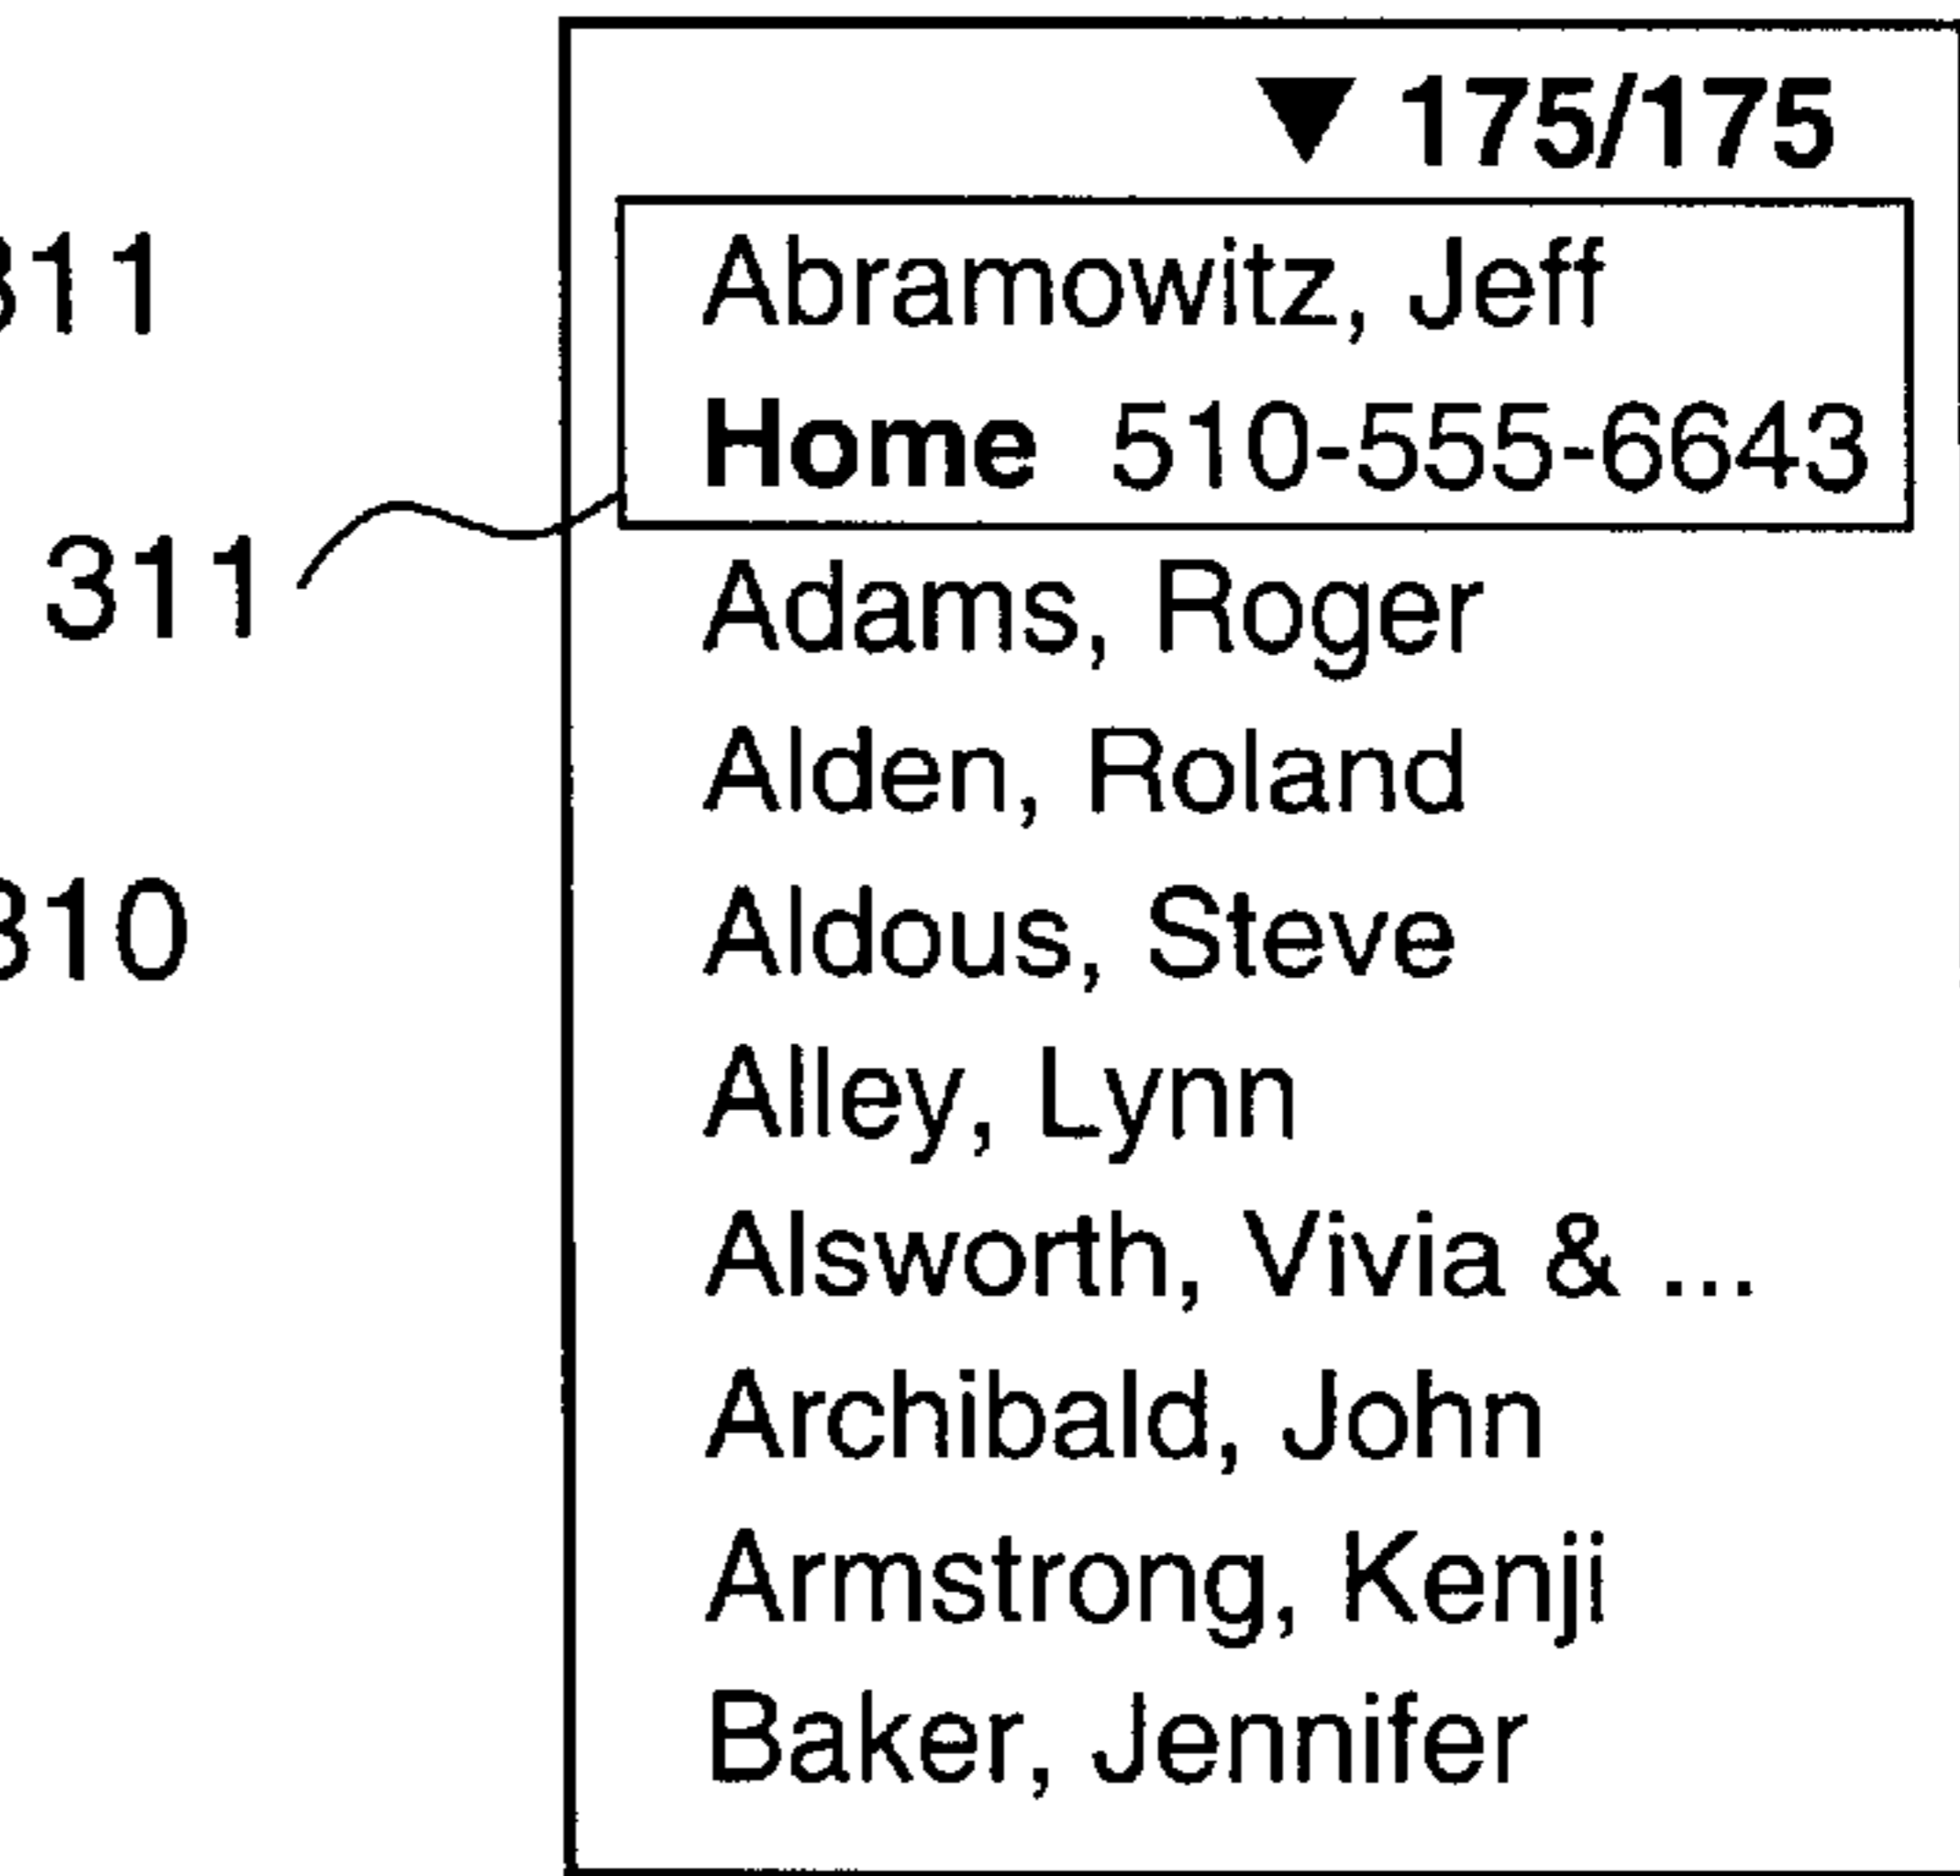 ▼ 175/175
311
Abramowitz, Jeff
Home 510-555-6643
311
Adams, Roger
Alden, Roland
310
Aldous, Steve
Alley, Lynn
Alsworth, Vivia & ...
Archibald, John
Armstrong, Kenji
Baker, Jennifer